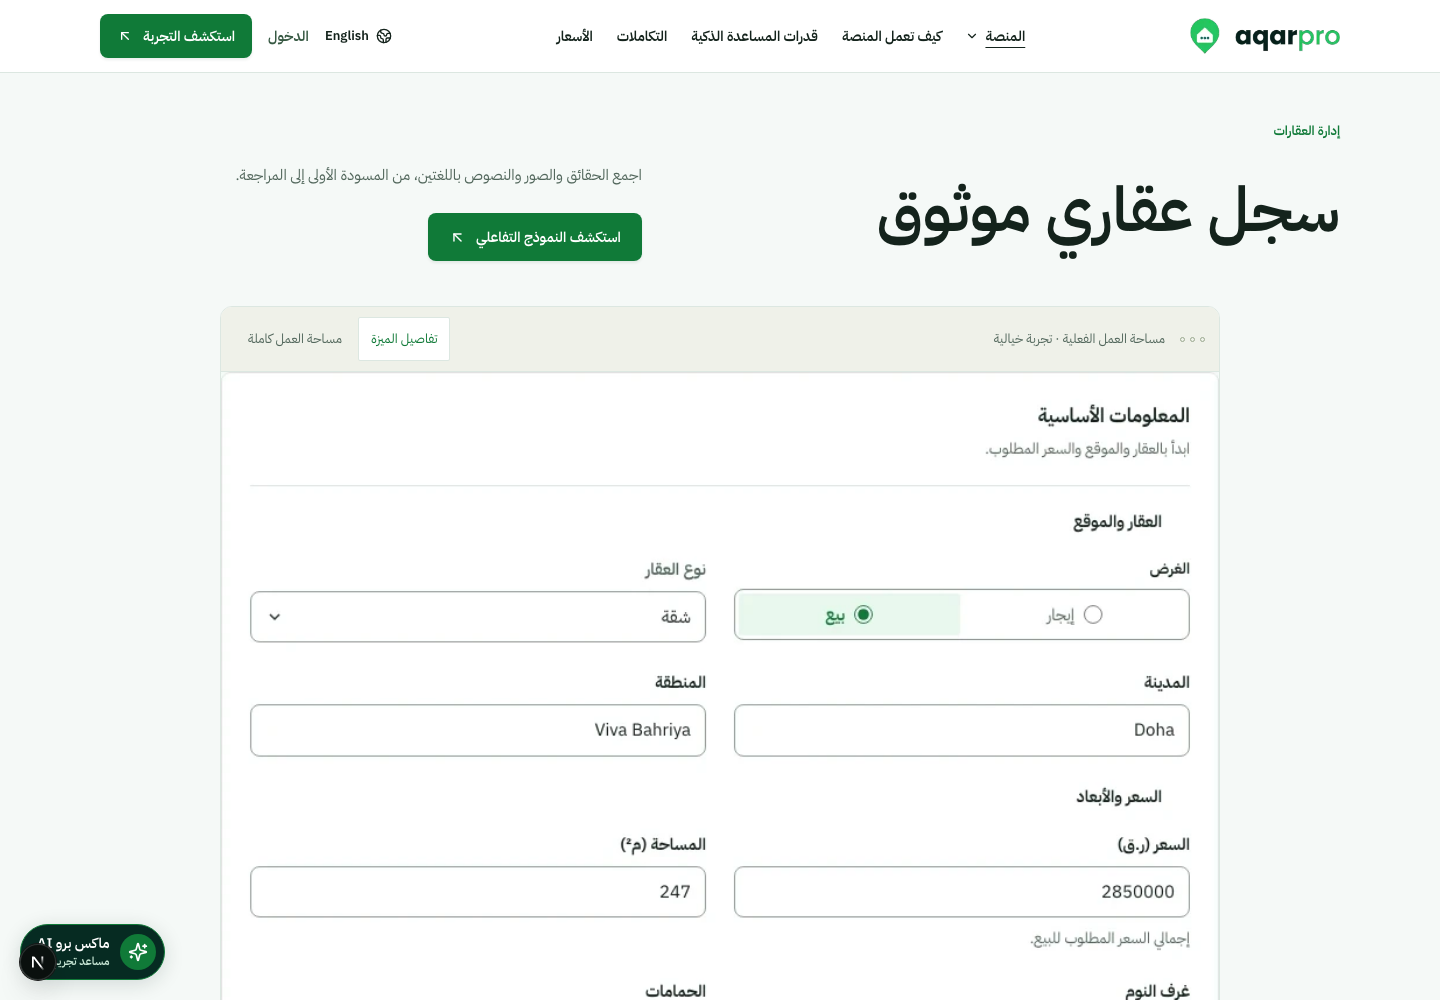 aqarpro
المنصة
كيف تعمل المنصة
قدرات المساعدة الذكية
التكاملات
الأسعار
English
الدخول
استكشف التجربة
إدارة العقارات
سجل عقاري موثوق
اجمع الحقائق والصور والنصوص باللغتين، من المسودة الأولى إلى المراجعة.
استكشف النموذج التفاعلي
مساحة العمل الفعلية · تجربة خيالية
تفاصيل الميزة
مساحة العمل كاملة
المعلومات الأساسية
ابدأ بالعقار والموقع والسعر المطلوب.
العقار والموقع
الغرض
نوع العقار
إيجار
بيع
شقة
المدينة
المنطقة
Doha
Viva Bahriya
السعر والأبعاد
السعر (ر.ق)
المساحة (م²)
2850000
247
إجمالي السعر المطلوب للبيع.
غرف النوم
الحمامات
ماكس برو AI
مساعد
N